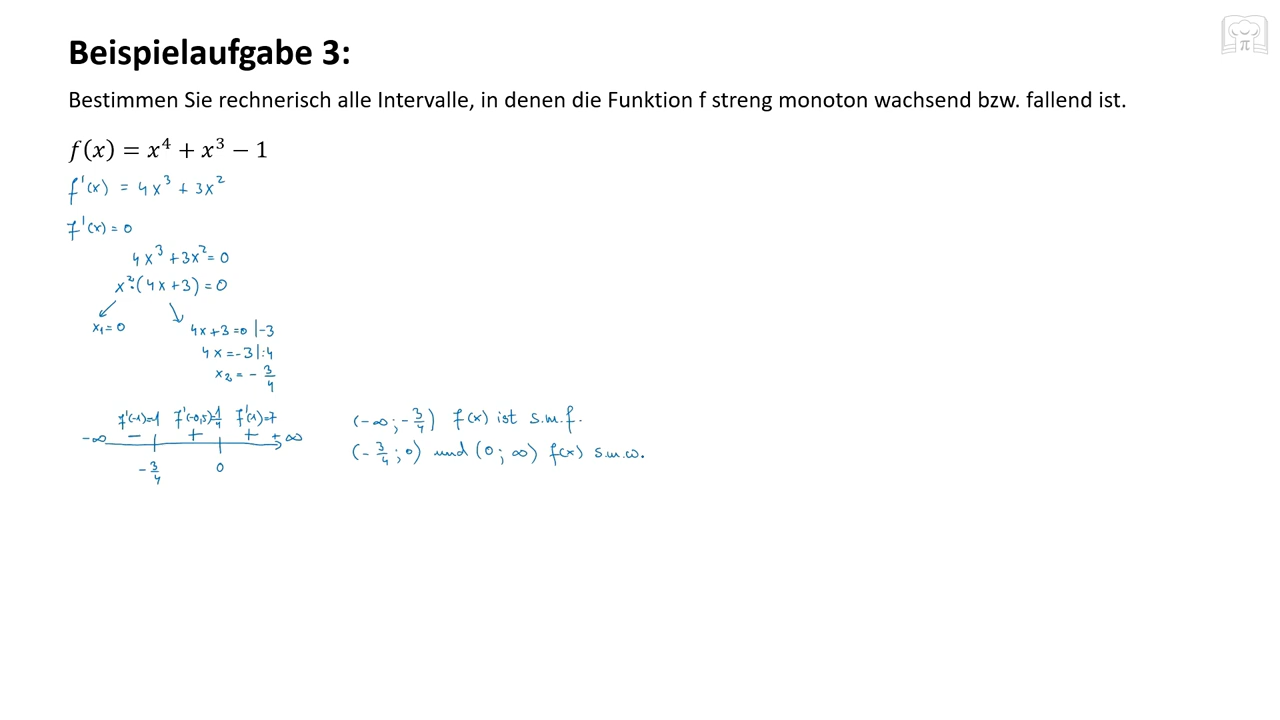 Beispielaufgabe 3:
Bestimmen Sie rechnerisch alle Intervalle, in denen die Funktion f streng monoton wachsend bzw. fallend ist.
f(x) = x⁴ + x³ − 1
f'(x) = 4x³ + 3x²
f'(x) = 0
4x³ + 3x² = 0
x²·(4x+3) = 0
x₁ = 0
4x+3 = 0 |-3
4x = -3 |:4
x₂ = - 3/4
f'(-1)=-1 f'(-0,5)=1/4 f'(1)=7
-∞ − + + +∞
-3/4 0
(-∞; -3/4) f(x) ist s.m.f.
(-3/4; 0) und (0; ∞) f(x) s.m.w.
π